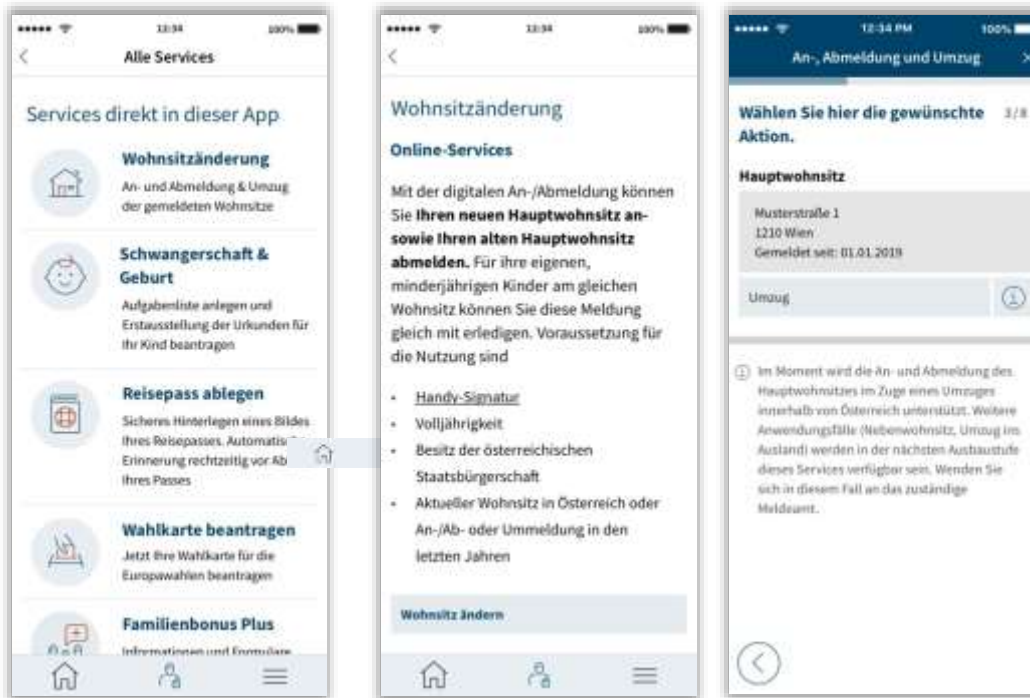 12:34
100%
Alle Services
Services direkt in dieser App
Wohnsitzänderung
An- und Abmeldung & Umzug
der gemeldeten Wohnsitze
Schwangerschaft &
Geburt
Aufgabenliste anlegen und
Erstausstellung der Urkunden für
Ihr Kind beantragen
Reisepass ablegen
Sicheres Hinterlegen eines Bildes
Ihres Reisepasses.
Erinnerung rechtzeitig vor
Ihres Passes
Wahlkarte beantragen
Jetzt Ihre Wahlkarte für die
Europawahlen beantragen
Familienbonus Plus
Informationen und Formulare
12:34
100%
Wohnsitzänderung
Online-Services
Mit der digitalen An-/Abmeldung können
Sie Ihren neuen Hauptwohnsitz an-
sowie Ihren alten Hauptwohnsitz
abmelden. Für ihre eigenen,
minderjährigen Kinder am gleichen
Wohnsitz können Sie diese Meldung
gleich mit erledigen. Voraussetzung für
die Nutzung sind
Handy-Signatur
Volljährigkeit
Besitz der österreichischen
Staatsbürgerschaft
Aktueller Wohnsitz in Österreich oder
An-/Ab- oder Ummeldung in den
letzten Jahren
Wohnsitz ändern
12:34 PM
100%
An-, Abmeldung und Umzug
Wählen Sie hier die gewünschte 3/8
Aktion.
Hauptwohnsitz
Musterstraße 1
1210 Wien
Gemeldet seit: 01.01.2019
Umzug
Im Moment wird die An- und Abmeldung des
Hauptwohnsitzes im Zuge eines Umzuges
innerhalb von Österreich unterstützt. Weitere
Anwendungsfälle (Nebenwohnsitz, Umzug ins
Ausland) werden in der nächsten Ausbaustufe
dieses Services verfügbar sein. Wenden Sie
sich in diesem Fall an das zuständige
Meldeamt.